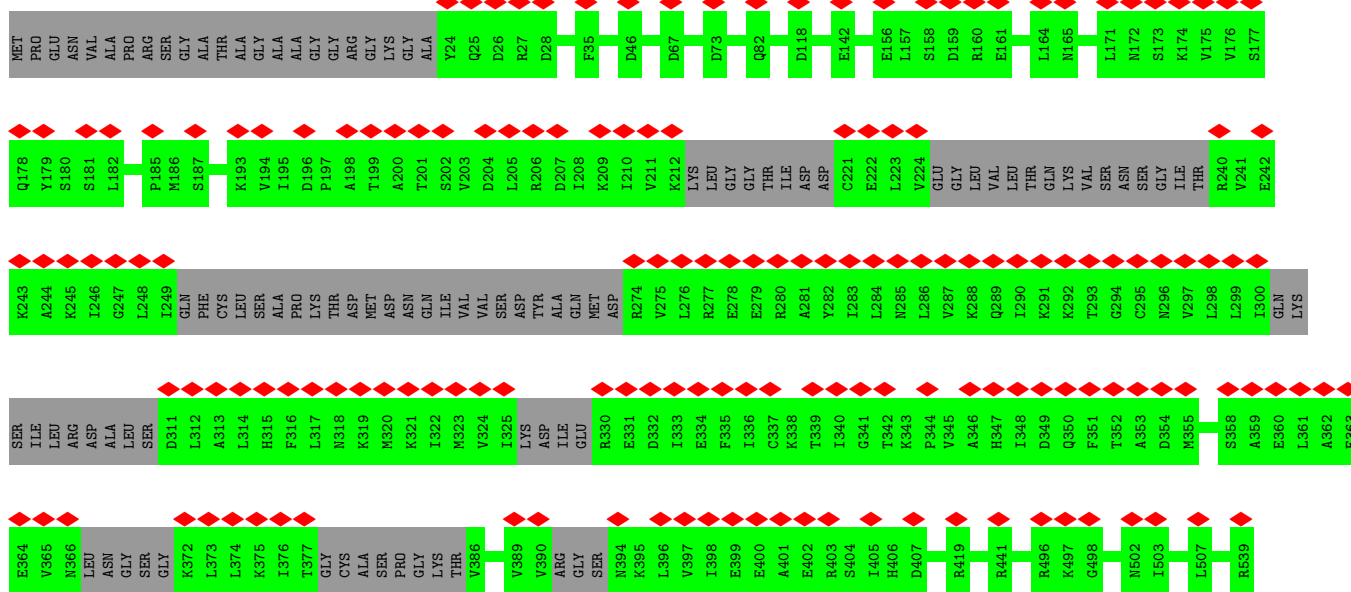 MET PRO GLU ASN VAL ALA PRO ARG SER GLY ALA THR ALA GLY ALA ALA GLY GLY ARG GLY LYS GLY ALA Y24 Q25 D26 R27 D28 F35 D46 D67 D73 Q82 D118 E142 E156 L157 S158 D159 R160 E161 L164 N165 L171 N172 S173 K174 V175 V176 S177
Q178 Y179 S180 S181 L182 P185 M186 S187 K193 V194 I195 D196 P197 A198 T199 A200 T201 S202 V203 D204 L205 R206 D207 I208 K209 I210 V211 K212 LYS LEU GLY GLY THR ILE ASP ASP C221 E222 L223 V224 GLU GLY LEU VAL LEU THR GLN LYS VAL SER ASN SER GLY ILE THR R240 V241 E242
K243 A244 K245 I246 G247 L248 I249 GLN PHE CYS LEU SER ALA PRO LYS THR ASP MET ASP ASN GLN ILE VAL VAL SER ASP TYR ALA GLN MET ASP R274 V275 L276 R277 E278 E279 R280 A281 Y282 I283 L284 N285 L286 V287 K288 Q289 I290 K291 K292 T293 G294 C295 N296 V297 L298 L299 I300 GLN LYS
SER ILE LEU ARG ASP ALA LEU SER D311 L312 A313 L314 H315 F316 L317 N318 K319 M320 K321 I322 M323 V324 I325 LYS ASP ILE GLU R330 E331 D332 I333 E334 F335 I336 C337 K338 T339 I340 G341 T342 K343 P344 V345 A346 H347 I348 D349 Q350 F351 T352 A353 D354 M355 S358 A359 E360 L361 A362
E364 V365 N366 LEU ASN GLY SER GLY K372 L373 L374 K375 I376 T377 GLY CYS ALA SER PRO GLY LYS THR V386 V389 V390 ARG GLY SER N394 K395 L396 V397 I398 E399 E400 A401 E402 R403 S404 I405 H406 D407 R419 R441 R496 K497 G498 N502 I503 L507 R539